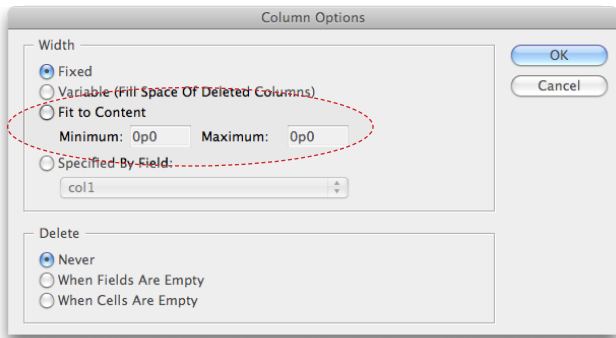 Column Options
Width
Fixed
Variable (Fill Space Of Deleted Columns)
Fit to Content
Minimum: 0p0 Maximum: 0p0
Specified By Field:
col1
Delete
Never
When Fields Are Empty
When Cells Are Empty
OK
Cancel